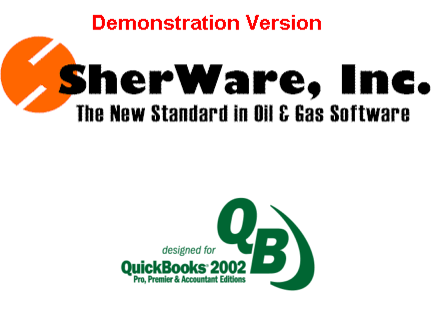 Demonstration Version
SherWare, Inc.
The New Standard in Oil & Gas Software
QB
designed for
QuickBooks® 2002
Pro, Premier & Accountant Editions